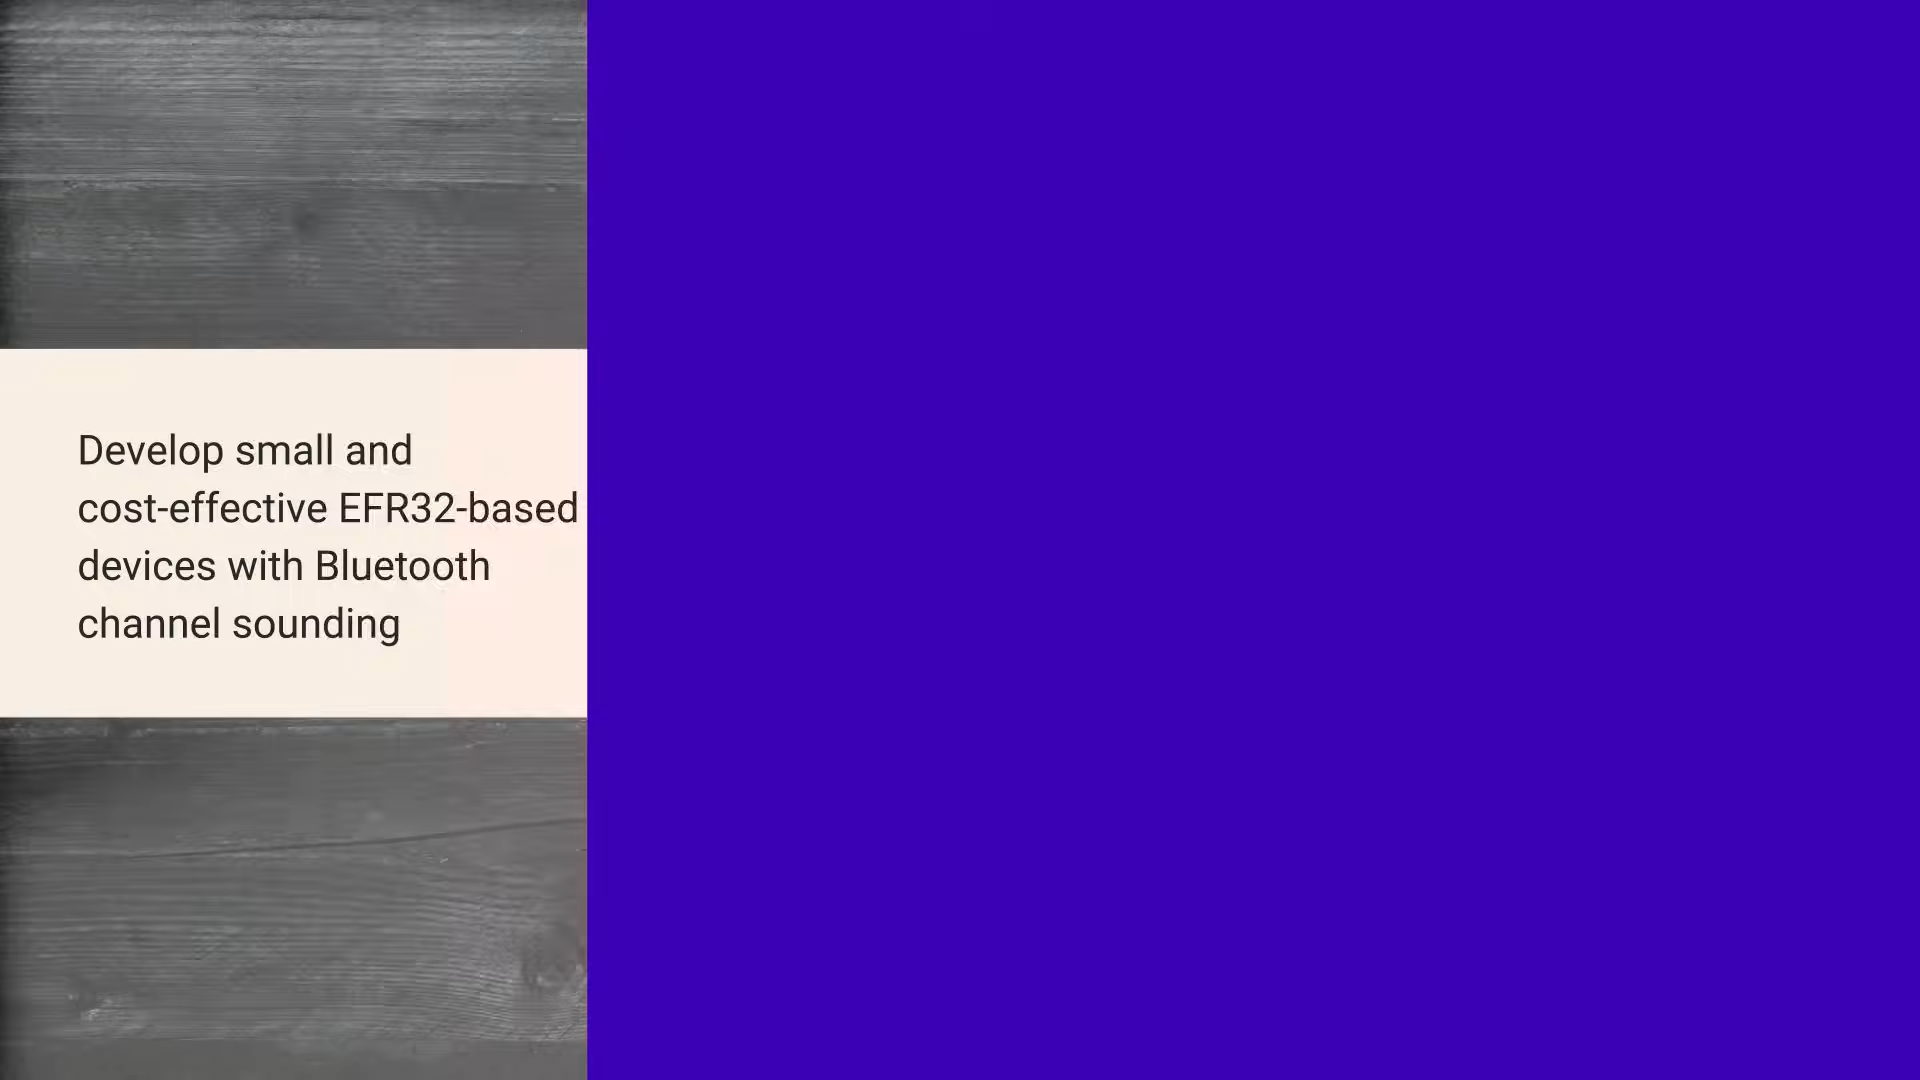 Develop small and
cost-effective EFR32-based
devices with Bluetooth
channel sounding